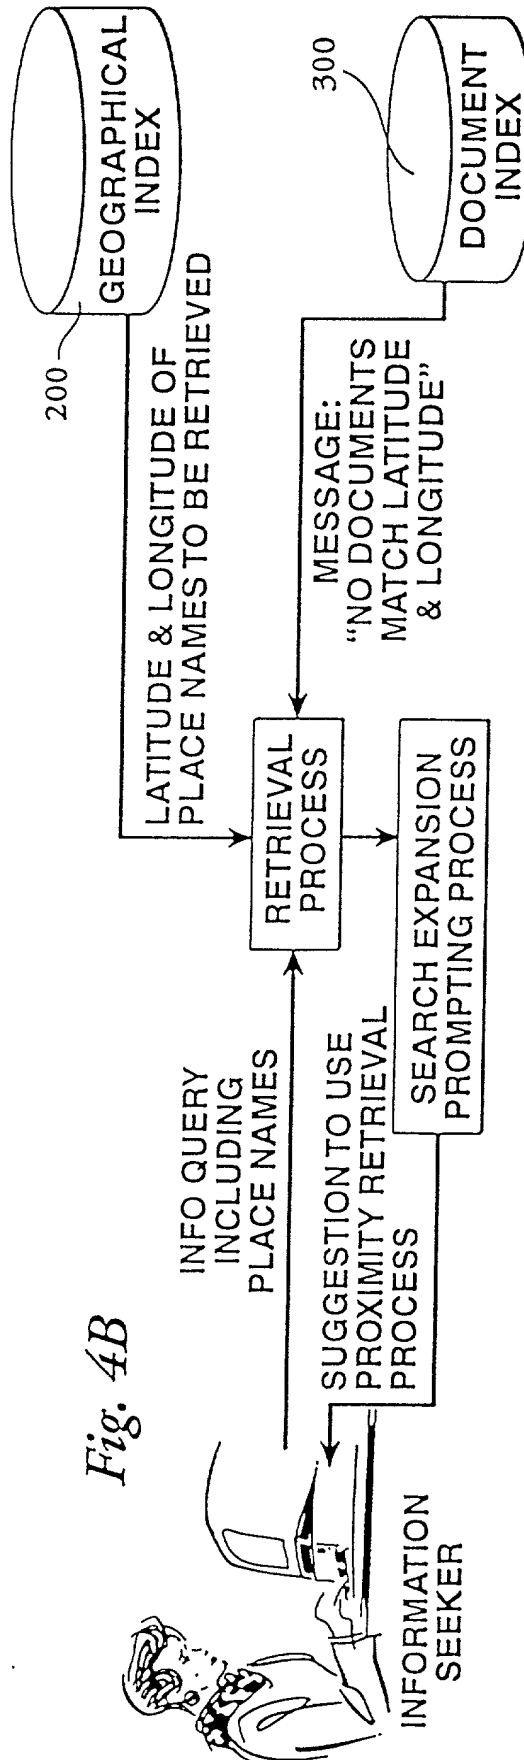 Fig. 4B
INFORMATION
SEEKER
INFO QUERY
INCLUDING
PLACE NAMES
SUGGESTION TO USE
PROXIMITY RETRIEVAL
PROCESS
RETRIEVAL
PROCESS
SEARCH EXPANSION
PROMPTING PROCESS
LATITUDE & LONGITUDE OF
PLACE NAMES TO BE RETRIEVED
MESSAGE:
“NO DOCUMENTS
MATCH LATITUDE
& LONGITUDE”
200
GEOGRAPHICAL
INDEX
300
DOCUMENT
INDEX